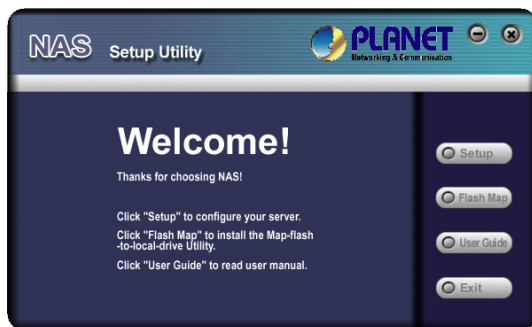 NAS Setup Utility
PLANET
Networking & Communication
Welcome!
Thanks for choosing NAS!
Click "Setup" to configure your server.
Click "Flash Map" to install the Map-flash
-to-local-drive Utility.
Click "User Guide" to read user manual.
Setup
Flash Map
User Guide
Exit